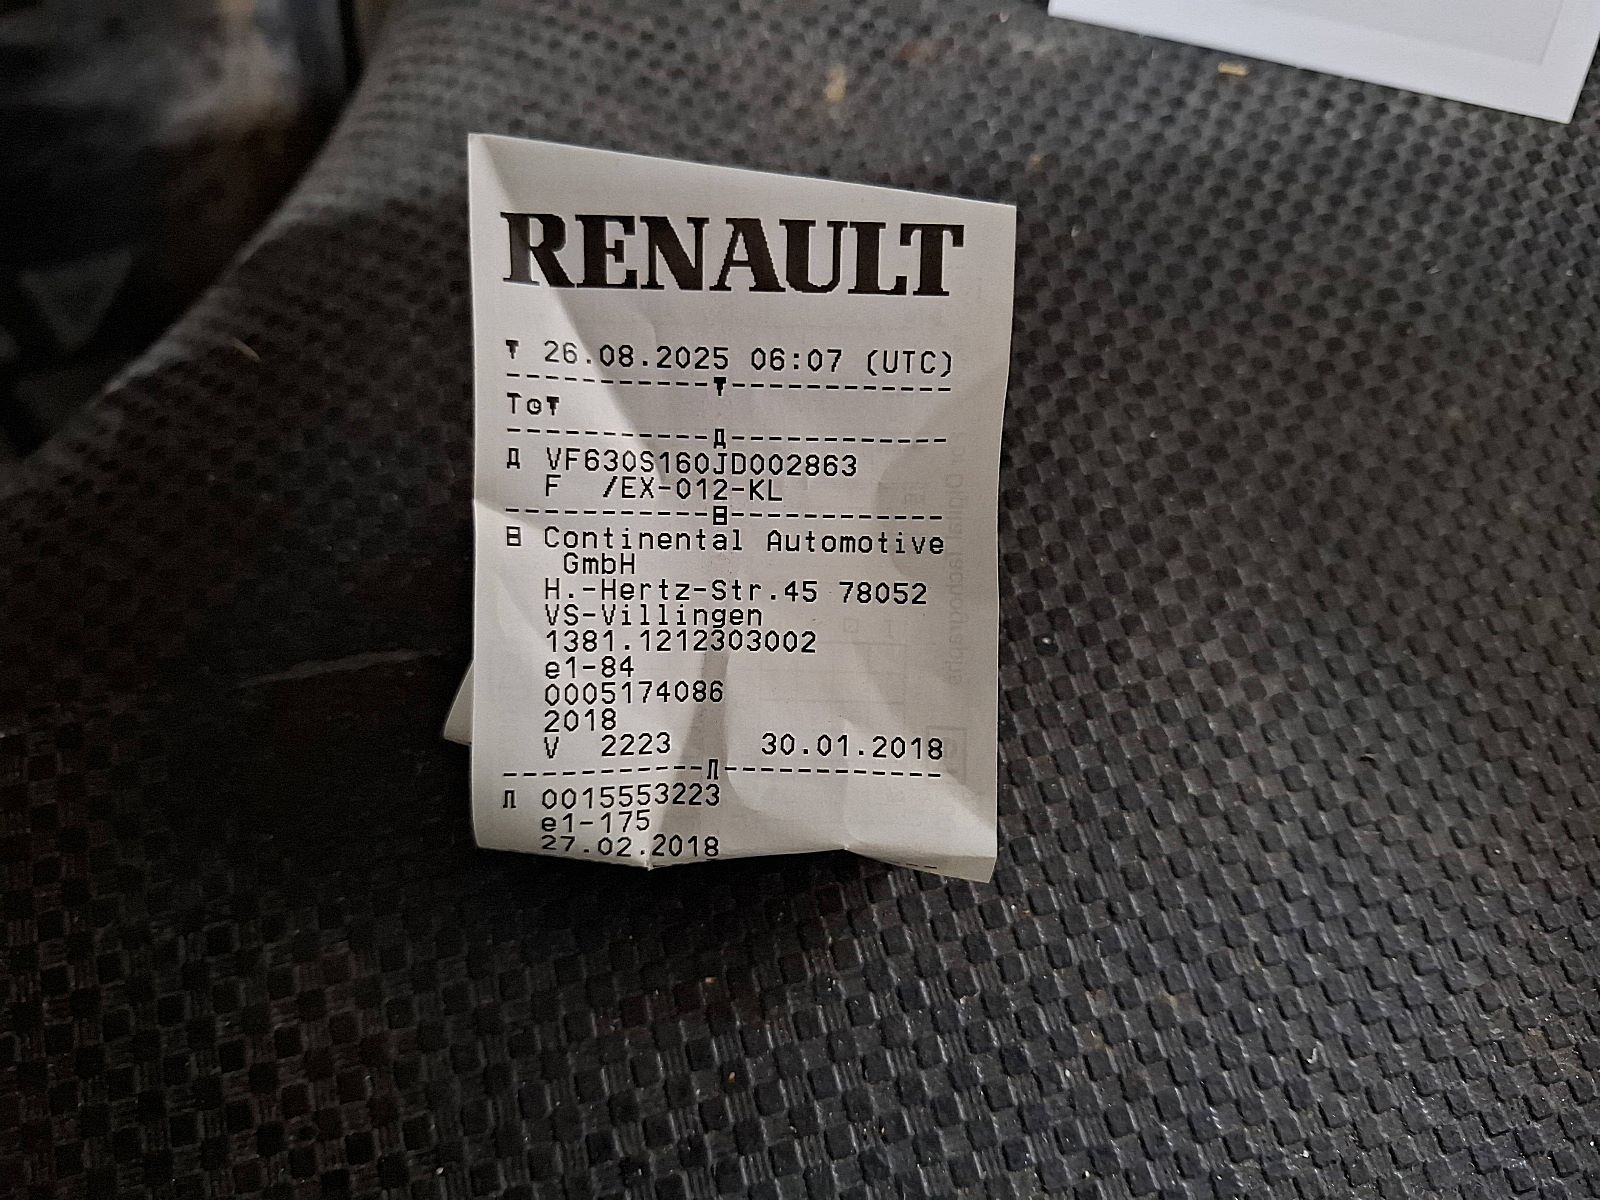 RENAULT
▼ 26.08.2025 06:07 (UTC)
----------▼------------
T⊙▼
-----------Д------------
Д VF630S160JD002863
F /EX-012-KL
-----------B------------
B Continental Automotive
GmbH
H.-Hertz-Str.45 78052
VS-Villingen
1381.1212303002
e1-84
0005174086
2018
V 2223 30.01.2018
-----------Л------------
Л 0015553223
e1-175
27.02.2018